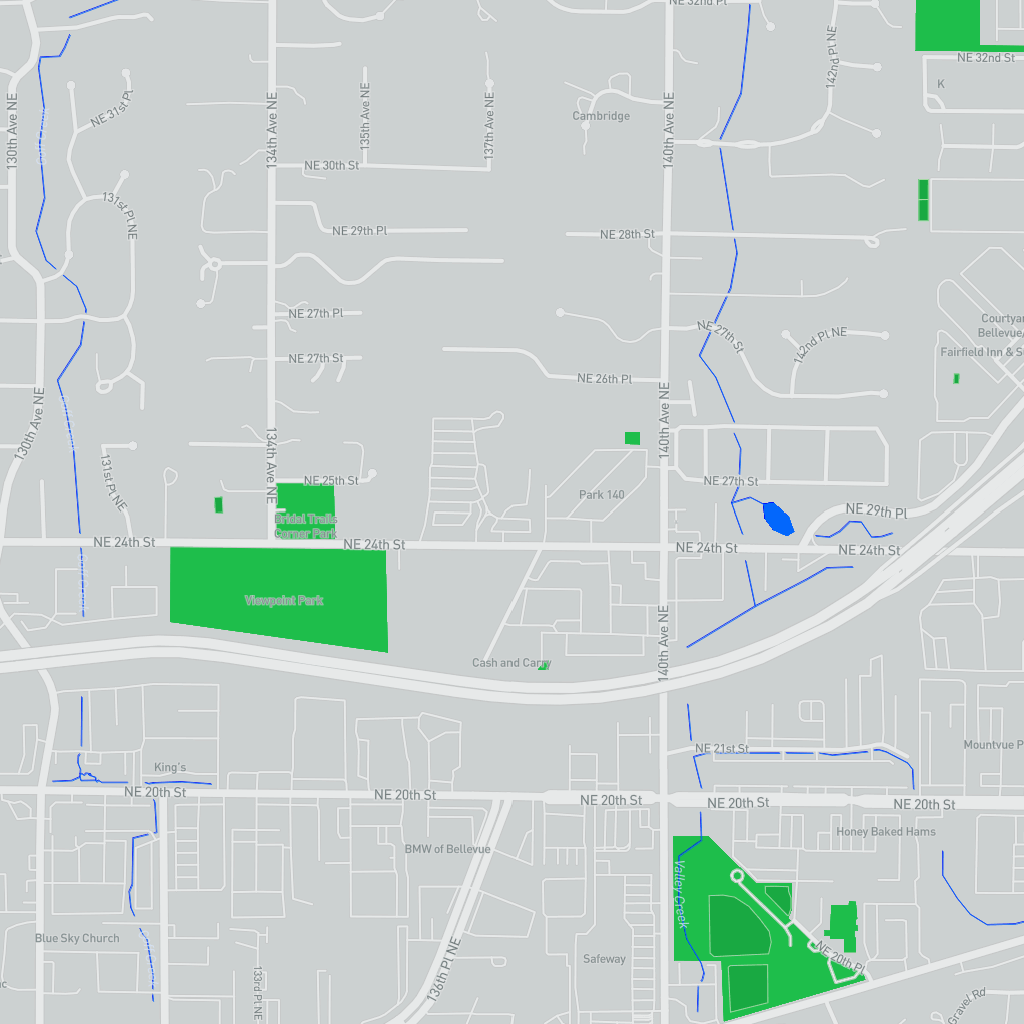 NE 32nd Pl
NE 32nd St
142nd Pl NE
K
NE 31st Pl
130th Ave NE
134th Ave NE
135th Ave NE
137th Ave NE
Cambridge
140th Ave NE
NE 30th St
131st Pl NE
NE 29th Pl
NE 28th St
NE 27th Pl
NE 27th St
142nd Pl NE
Courtyar
Bellevue/
Fairfield Inn & S
NE 27th St
NE 26th Pl
130th Ave NE
140th Ave NE
134th Ave NE
131st Pl NE
NE 25th St
NE 27th St
Park 140
NE 29th Pl
Bridal Trails
Corner Park
NE 24th St
NE 24th St
NE 24th St
NE 24th St
Viewpoint Park
140th Ave NE
Cash and Carry
NE 21st St
Mountvue P
King's
NE 20th St
NE 20th St
NE 20th St
NE 20th St
NE 20th St
Honey Baked Hams
BMW of Bellevue
Valley Creek
Blue Sky Church
Safeway
NE 20th Pl
136th Pl NE
133rd Pl NE
Gravel Rd